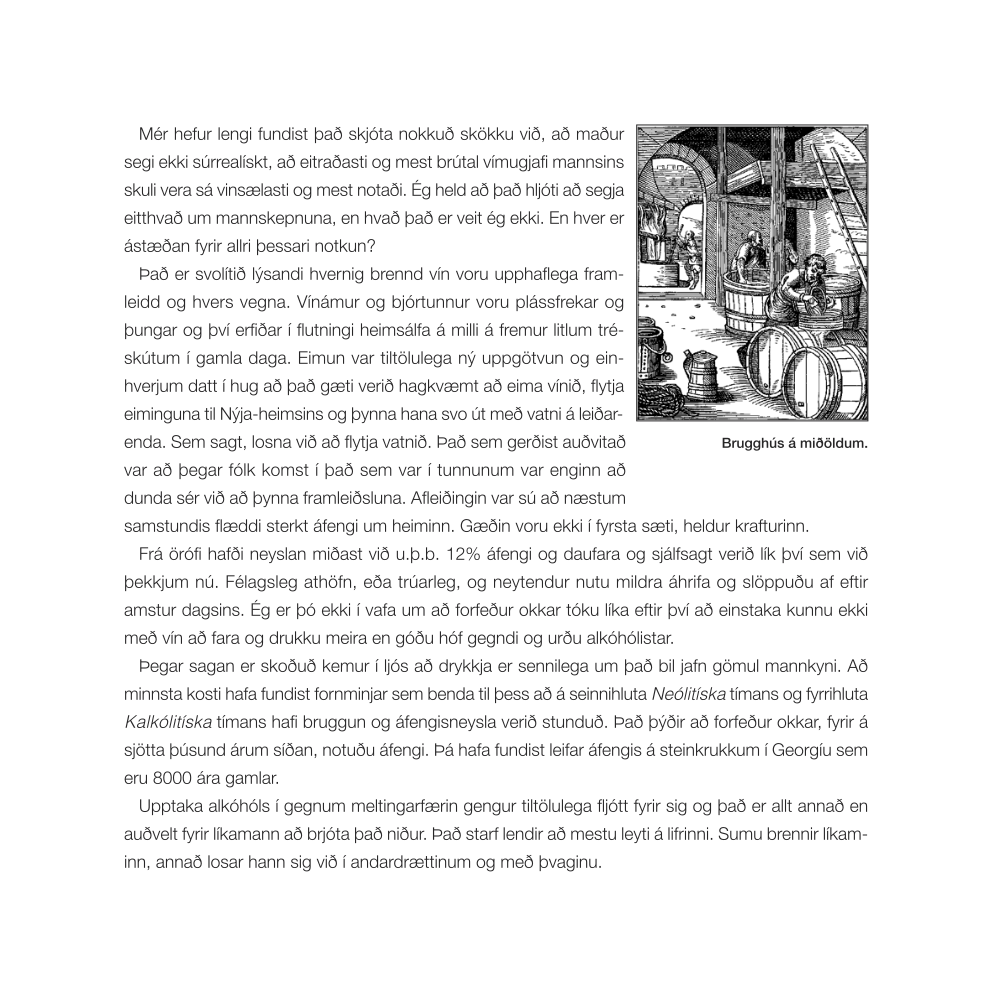 Mér hefur lengi fundist það skjóta nokkuð skökku við, að maður
segi ekki súrrealískt, að eitraðasti og mest brútal vímugjafi mannsins
skuli vera sá vinsælasti og mest notaði. Ég held að það hljóti að segja
eitthvað um mannskepnuna, en hvað það er veit ég ekki. En hver er
ástæðan fyrir allri þessari notkun?
Það er svolítið lýsandi hvernig brennd vín voru upphaflega fram-
leidd og hvers vegna. Vínámur og bjórtunnur voru plássfrekar og
þungar og því erfiðar í flutningi heimsálfa á milli á fremur litlum tré-
skútum í gamla daga. Eimun var tiltölulega ný uppgötvun og ein-
hverjum datt í hug að það gæti verið hagkvæmt að eima vínið, flytja
eiminguna til Nýja-heimsins og þynna hana svo út með vatni á leiðar-
enda. Sem sagt, losna við að flytja vatnið. Það sem gerðist auðvitað
var að þegar fólk komst í það sem var í tunnunum var enginn að
dunda sér við að þynna framleiðsluna. Afleiðingin var sú að næstum
samstundis flæddi sterkt áfengi um heiminn. Gæðin voru ekki í fyrsta sæti, heldur krafturinn.
Frá örófi hafði neyslan miðast við u.þ.b. 12% áfengi og daufara og sjálfsagt verið lík því sem við
þekkjum nú. Félagsleg athöfn, eða trúarleg, og neytendur nutu mildra áhrifa og slöppuðu af eftir
amstur dagsins. Ég er þó ekki í vafa um að forfeður okkar tóku líka eftir því að einstaka kunnu ekki
með vín að fara og drukku meira en góðu hóf gegndi og urðu alkóhólistar.
Þegar sagan er skoðuð kemur í ljós að drykkja er sennilega um það bil jafn gömul mannkyni. Að
minnsta kosti hafa fundist fornminjar sem benda til þess að á seinnihluta Neólitíska tímans og fyrrihluta
Kalkólitíska tímans hafi bruggun og áfengisneysla verið stunduð. Það þýðir að forfeður okkar, fyrir á
sjötta þúsund árum síðan, notuðu áfengi. Þá hafa fundist leifar áfengis á steinkrukkum í Georgíu sem
eru 8000 ára gamlar.
Upptaka alkóhóls í gegnum meltingarfærin gengur tiltölulega fljótt fyrir sig og það er allt annað en
auðvelt fyrir líkamann að brjóta það niður. Það starf lendir að mestu leyti á lifrinni. Sumu brennir líkam-
inn, annað losar hann sig við í andardrættinum og með þvaginu.
Brugghús á miðöldum.